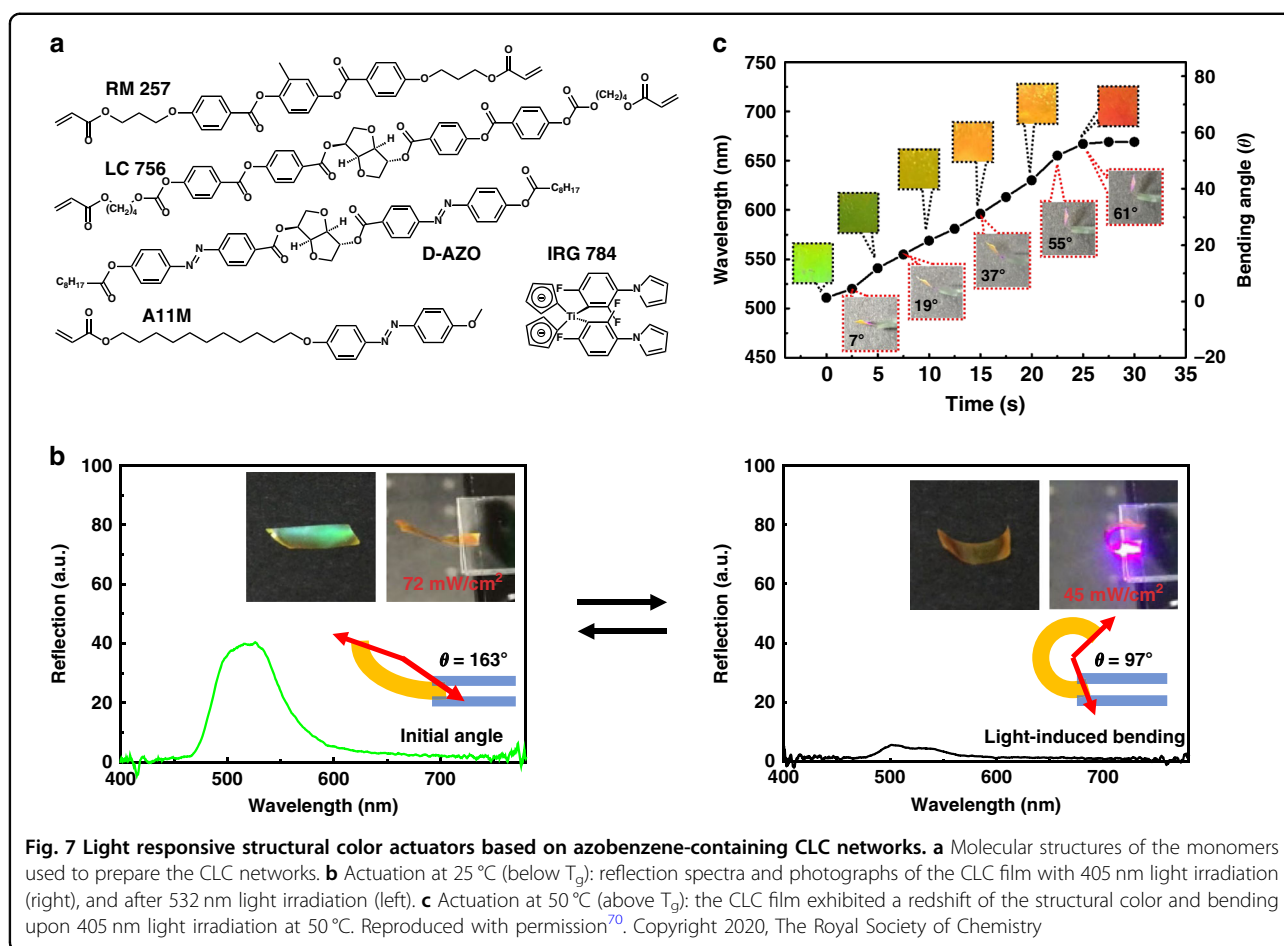 a
RM 257
O
O
O
O
O
O
O
O
O
O
LC 756
O
O
O
H
H
O
O
O
O
O
O
O
O
(CH₂)₄
O
O
O
O
(CH₂)₄
O
O
O
O
D-AZO
O
O
H
H
O
O
O
O
N
N
O
O
C₈H₁₇
N
N
O
C₈H₁₇
O
A11M
O
O
O
N
N
O
IRG 784
Ti
F
F
F
F
N
N
⊖
⊖
c
750
700
650
600
550
500
450
Wavelength (nm)
80
60
40
20
0
−20
Bending angle (θ)
7°
19°
37°
55°
61°
0 5 10 15 20 25 30 35
Time (s)
b
100
80
60
40
20
0
Reflection (a.u.)
72 mW/cm²
θ = 163°
Initial angle
400 500 600 700
Wavelength (nm)
100
80
60
40
20
0
Reflection (a.u.)
45 mW/cm²
θ = 97°
Light-induced bending
400 500 600 700
Wavelength (nm)
Fig. 7 Light responsive structural color actuators based on azobenzene-containing CLC networks. a Molecular structures of the monomers
used to prepare the CLC networks. b Actuation at 25 °C (below Tg): reflection spectra and photographs of the CLC film with 405 nm light irradiation
(right), and after 532 nm light irradiation (left). c Actuation at 50 °C (above Tg): the CLC film exhibited a redshift of the structural color and bending
upon 405 nm light irradiation at 50 °C. Reproduced with permission⁷⁰. Copyright 2020, The Royal Society of Chemistry